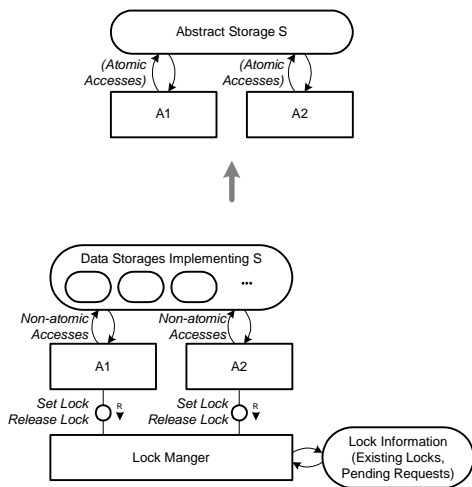 Abstract Storage S
(Atomic
Accesses)
(Atomic
Accesses)
A1
A2
Data Storages Implementing S
...
Non-atomic
Accesses
Non-atomic
Accesses
A1
A2
Set Lock
Release Lock
R
Set Lock
Release Lock
R
Lock Manger
Lock Information
(Existing Locks,
Pending Requests)